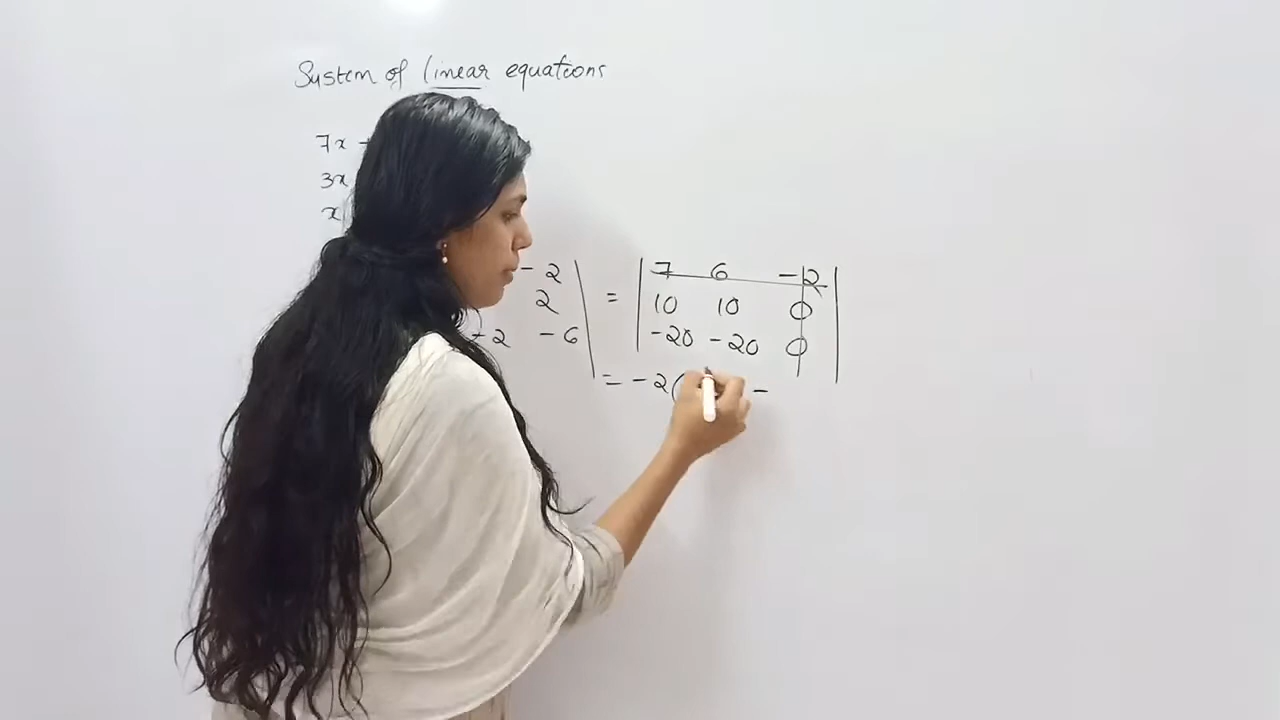 System of linear equations
7x
3x
x
- 2 | = | 7 6 -2 |
2 | 10 10 0
- 2 - 6 | -20 -20 0
= -2( -